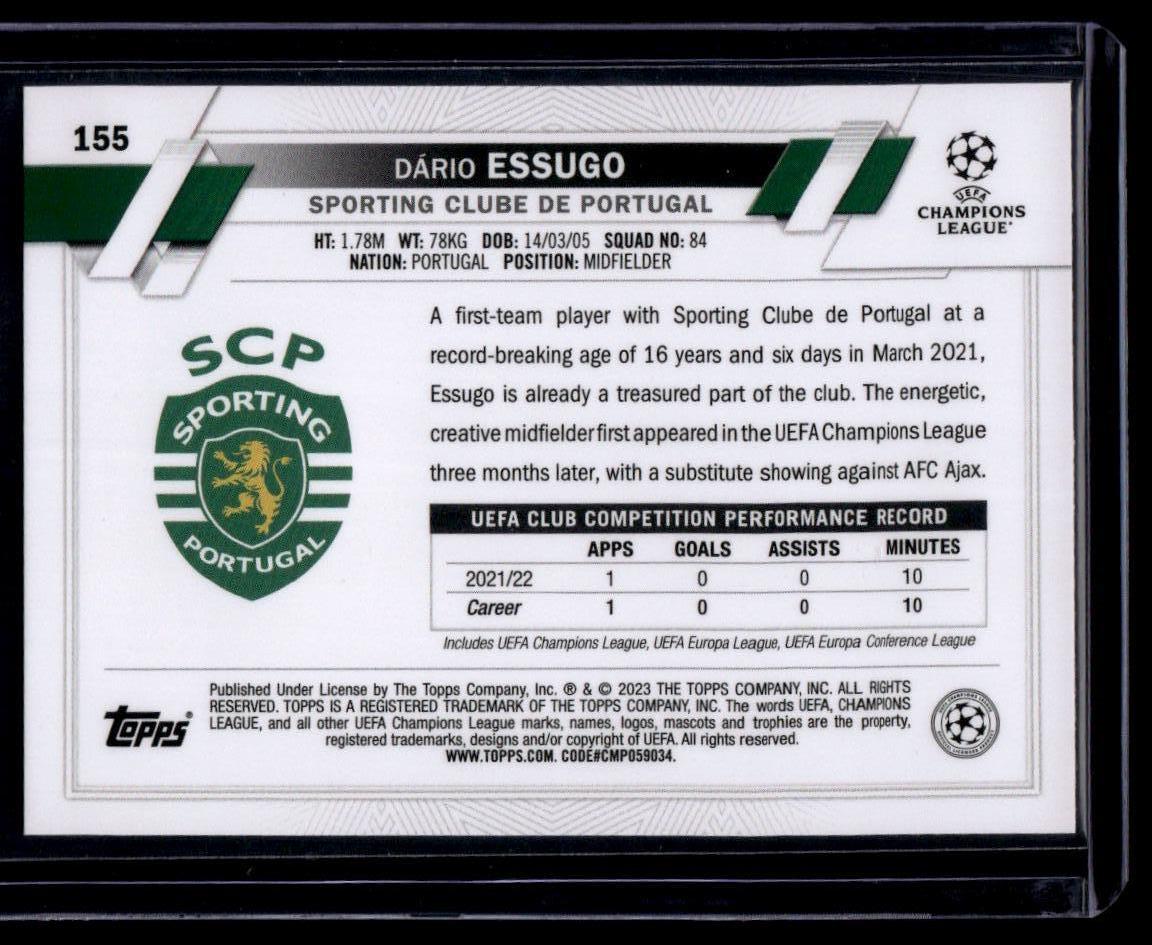 155
DÁRIO ESSUGO
SPORTING CLUBE DE PORTUGAL
UEFA
CHAMPIONS
LEAGUE
HT: 1.78M WT: 78KG DOB: 14/03/05 SQUAD NO: 84
NATION: PORTUGAL POSITION: MIDFIELDER
SCP
SPORTING
PORTUGAL
A first-team player with Sporting Clube de Portugal at a
record-breaking age of 16 years and six days in March 2021,
Essugo is already a treasured part of the club. The energetic,
creative midfielder first appeared in the UEFA Champions League
three months later, with a substitute showing against AFC Ajax.
UEFA CLUB COMPETITION PERFORMANCE RECORD
APPS GOALS ASSISTS MINUTES
2021/22 1 0 0 10
Career 1 0 0 10
Includes UEFA Champions League, UEFA Europa League, UEFA Europa Conference League
Topps®
Published Under License by The Topps Company, Inc. ® & © 2023 THE TOPPS COMPANY, INC. ALL RIGHTS
RESERVED. TOPPS IS A REGISTERED TRADEMARK OF THE TOPPS COMPANY, INC. The words UEFA, CHAMPIONS
LEAGUE, and all other UEFA Champions League marks, names, logos, mascots and trophies are the property,
registered trademarks, designs and/or copyright of UEFA. All rights reserved.
WWW.TOPPS.COM. CODE#CMP059034.